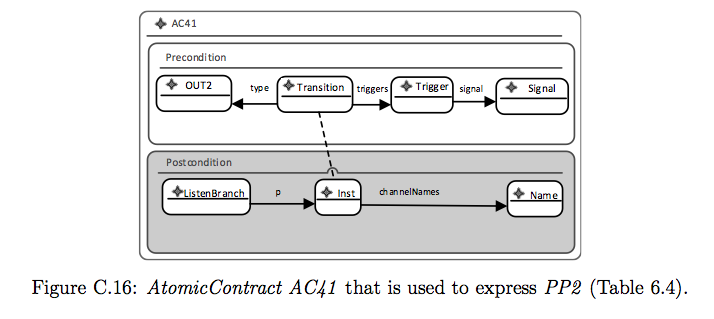 AC41
Precondition
OUT2
type
Transition
triggers
Trigger
signal
Signal
Postcondition
ListenBranch
p
Inst
channelNames
Name
Figure C.16: AtomicContract AC41 that is used to express PP2 (Table 6.4).